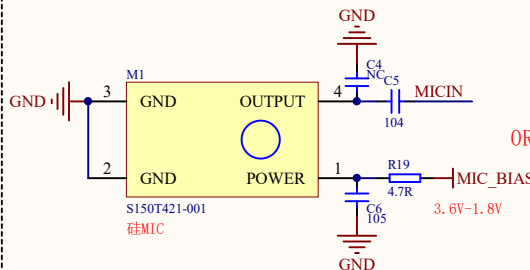 GND
M1
C4
NC
C5
GND
3
GND
OUTPUT
4
MICIN
104
OR
2
GND
POWER
1
R19
4.7R
MIC_BIAS
S150T421-001
C6
105
3.6V-1.8V
硅MIC
GND